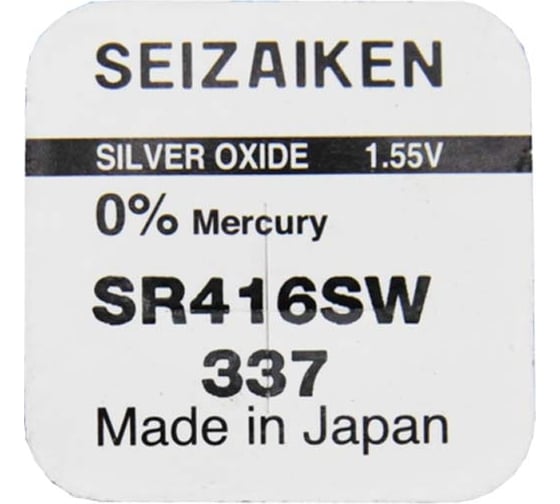 SEIZAIKEN
SILVER OXIDE 1.55V
0% Mercury
SR416SW
337
Made in Japan